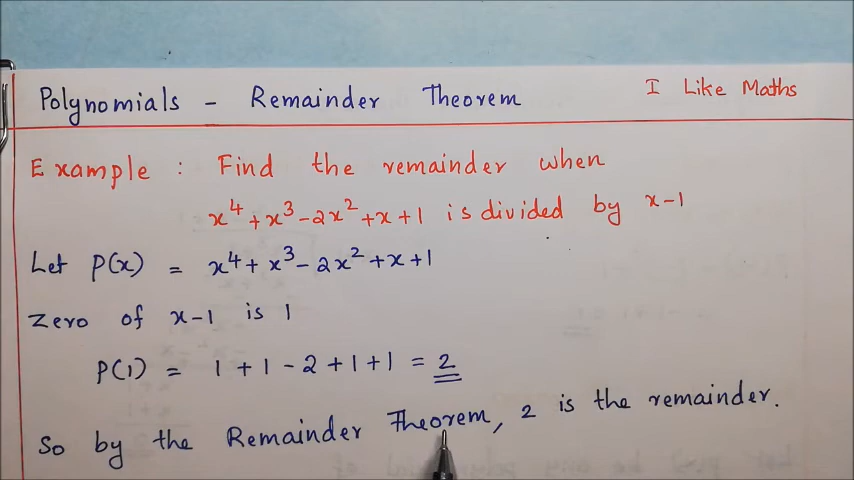 Polynomials - Remainder Theorem
I Like Maths
Example : Find the remainder when
x⁴+x³-2x²+x+1 is divided by x-1
Let P(x) = x⁴+x³-2x²+x+1
Zero of x-1 is 1
P(1) = 1+1-2+1+1 = 2
So by the Remainder Theorem, 2 is the remainder.